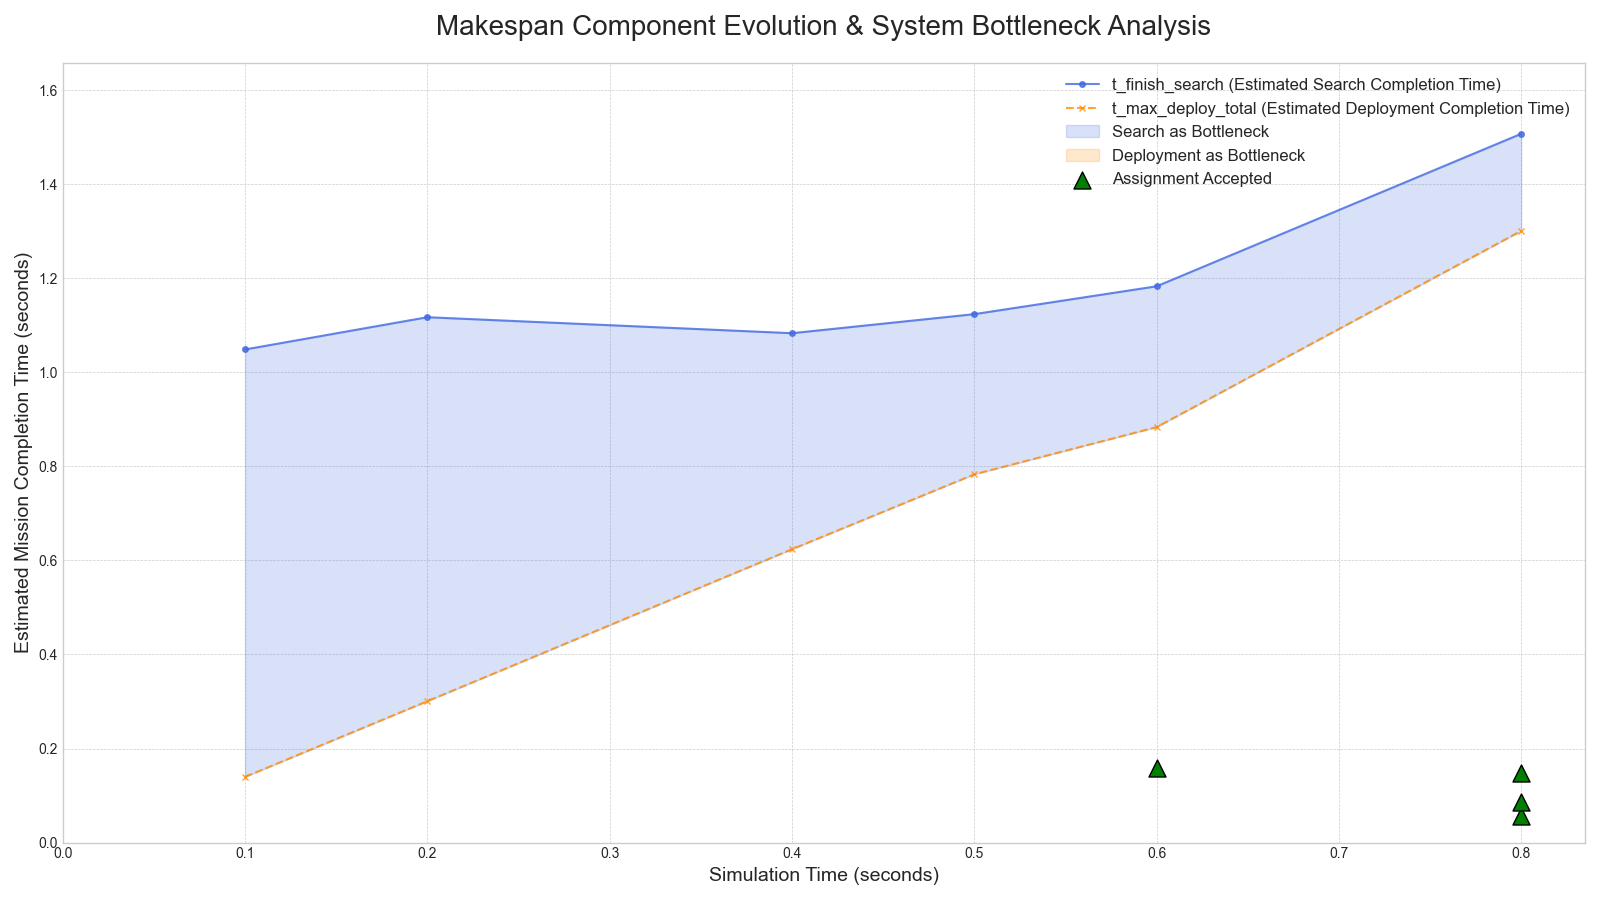 Makespan Component Evolution & System Bottleneck Analysis
t_finish_search (Estimated Search Completion Time)
t_max_deploy_total (Estimated Deployment Completion Time)
Search as Bottleneck
Deployment as Bottleneck
Assignment Accepted
Estimated Mission Completion Time (seconds)
1.6
1.4
1.2
1.0
0.8
0.6
0.4
0.2
0.0
0.0 0.1 0.2 0.3 0.4 0.5 0.6 0.7 0.8
Simulation Time (seconds)